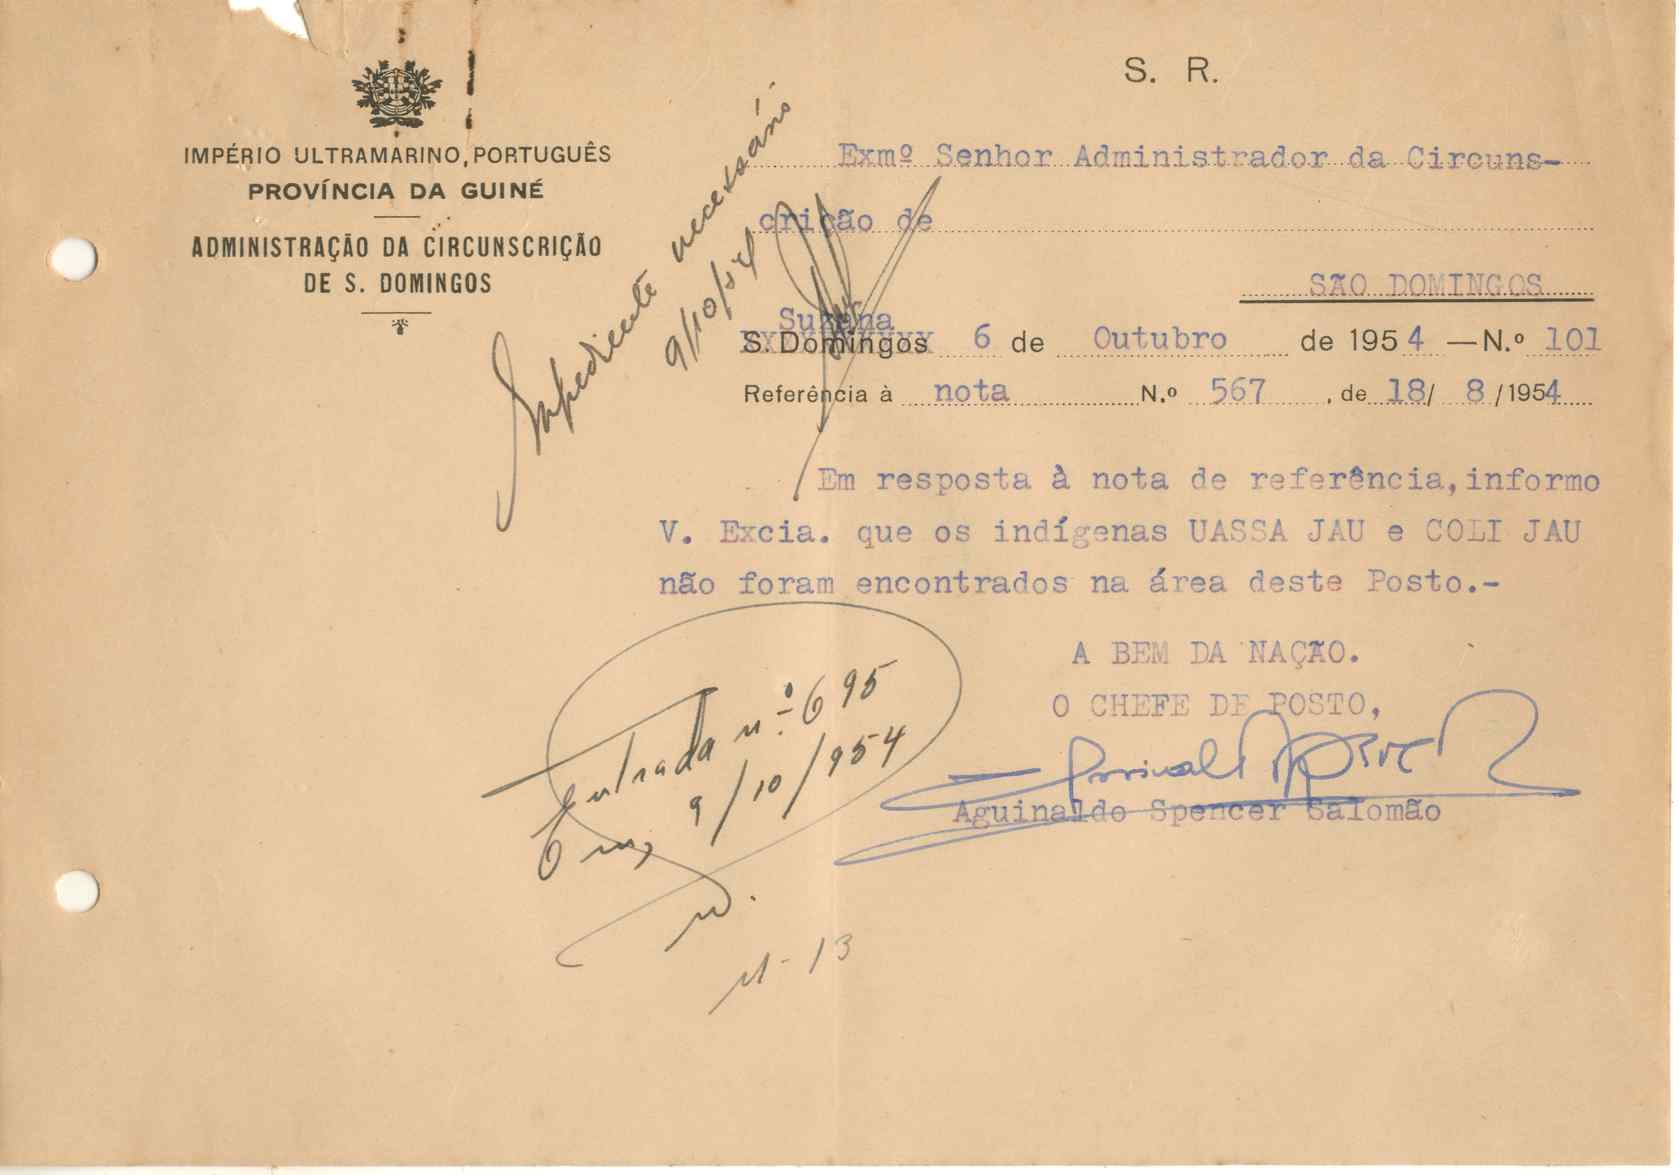 S. R.
IMPÉRIO ULTRAMARINO, PORTUGUÊS
PROVÍNCIA DA GUINÉ
ADMINISTRAÇÃO DA CIRCUNSCRIÇÃO
DE S. DOMINGOS
Exmº Senhor Administrador da Circuns-
crição de
SÃO DOMINGOS
Suzana
S. Domingos 6 de Outubro de 1954 — N.º 101
Referência à nota N.º 567, de 18/ 8 /1954
Impediente necessário
9/10/54
Em resposta à nota de referência, informo
V. Excia. que os indígenas UASSA JAU e COLI JAU
não foram encontrados na área deste Posto.-
A BEM DA NAÇÃO.
O CHEFE DE POSTO,
Aguinaldo Spencer Salomão
Entrada nº 695
Em, 9/10/954
13